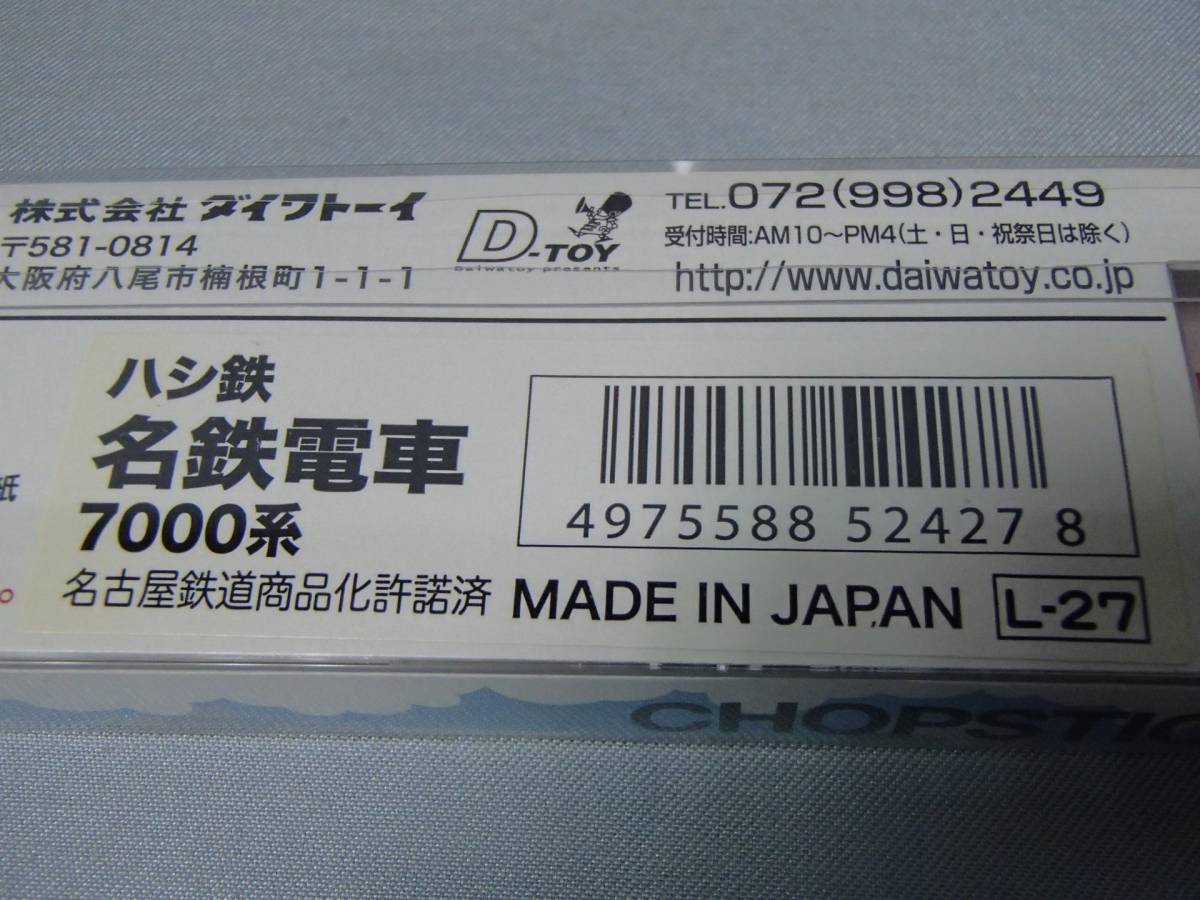 株式会社 ダイワトーイ
〒581-0814
大阪府八尾市楠根町1-1-1
D-TOY
Daiwatoy presents
TEL.072(998)2449
受付時間:AM10～PM4(土・日・祝祭日は除く)
http://www.daiwatoy.co.jp
ハシ鉄
名鉄電車
7000系
名古屋鉄道商品化許諾済
4975588 52427 8
MADE IN JAPAN
L-27
紙
。
CHOPSTIC